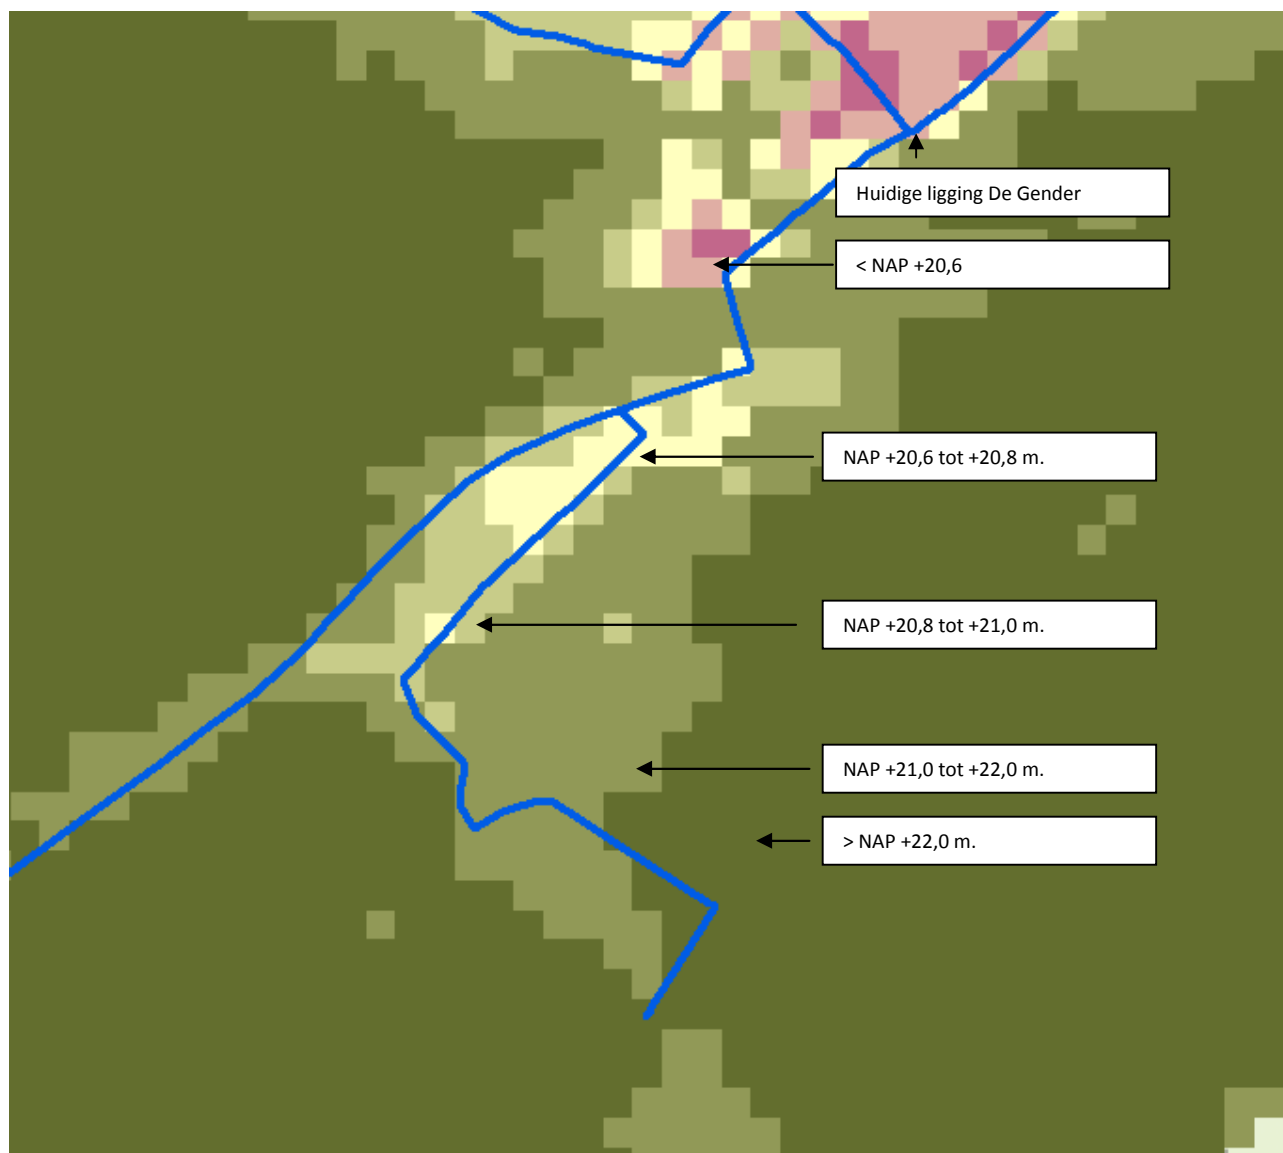 Huidige ligging De Gender
< NAP +20,6
NAP +20,6 tot +20,8 m.
NAP +20,8 tot +21,0 m.
NAP +21,0 tot +22,0 m.
> NAP +22,0 m.